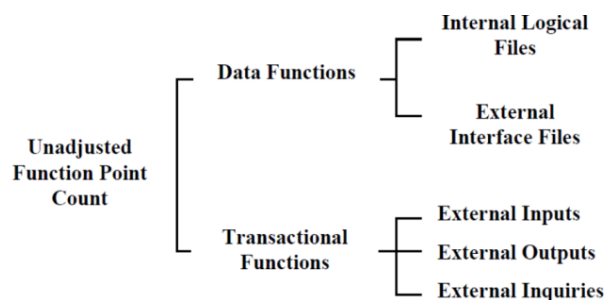 Internal Logical
Files
Data Functions
External
Interface Files
Unadjusted
Function Point
Count
External Inputs
Transactional
Functions
External Outputs
External Inquiries